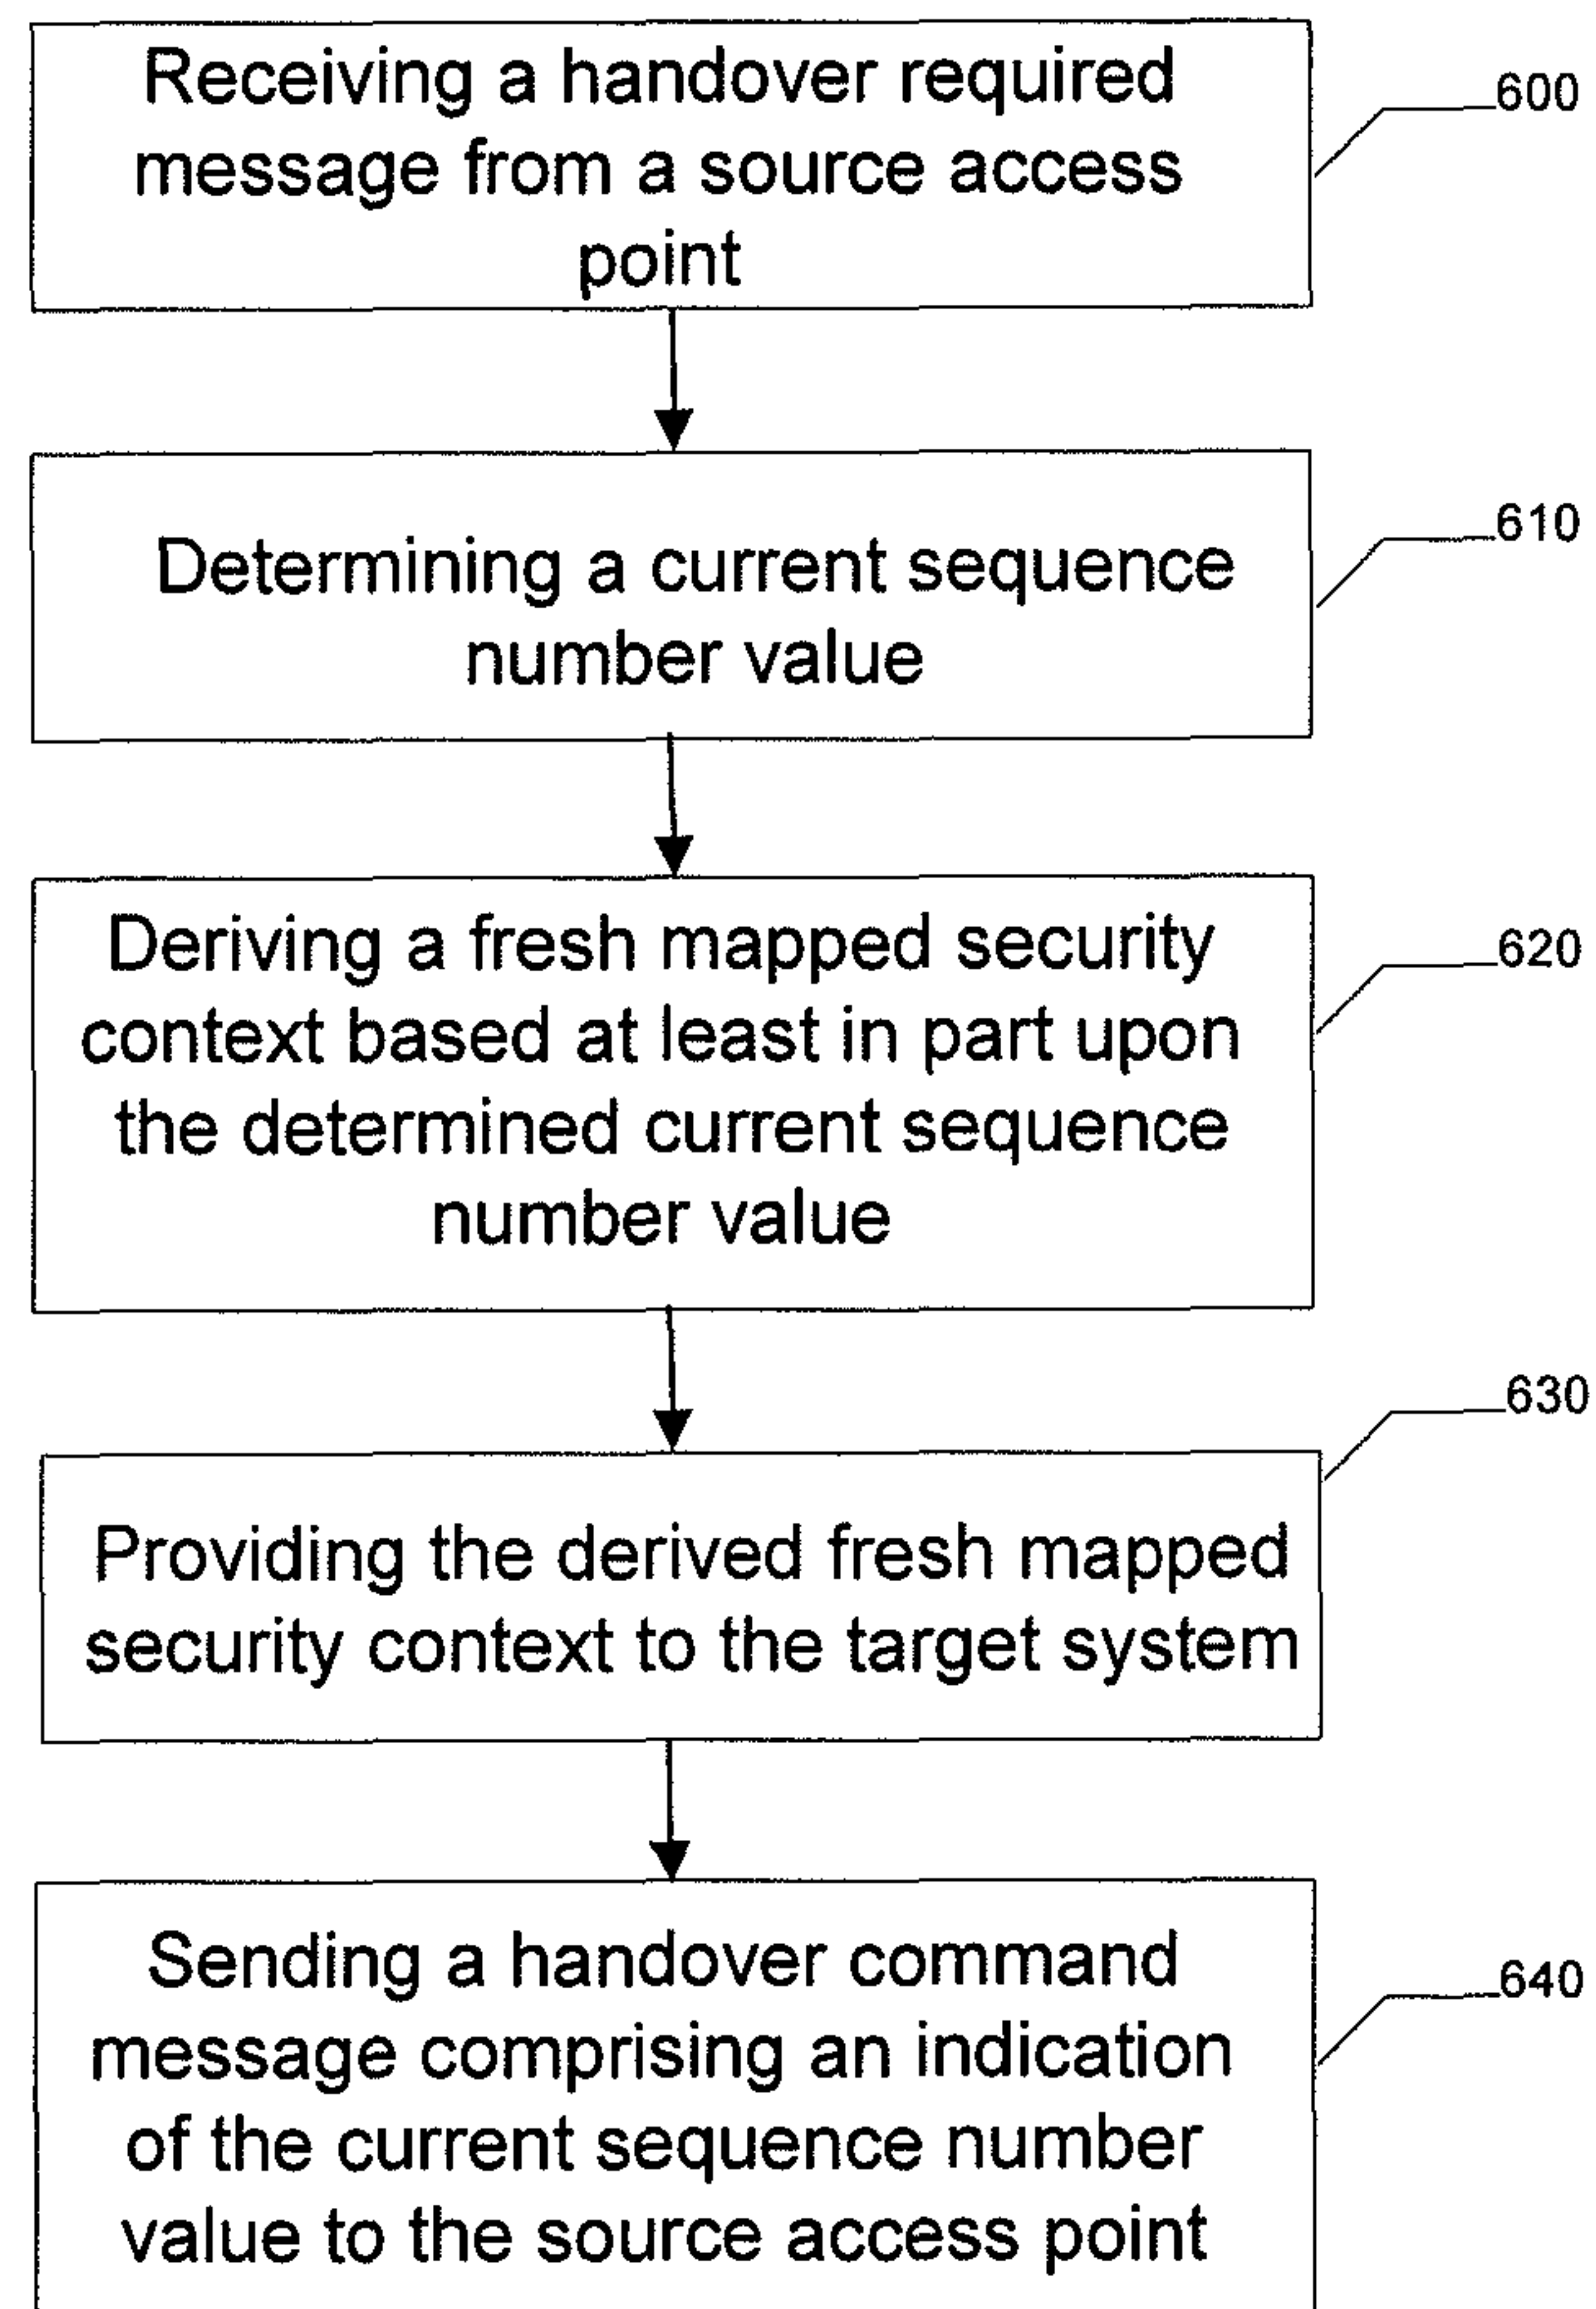 Receiving a handover required
message from a source access
point
600
Determining a current sequence
number value
610
Deriving a fresh mapped security
context based at least in part upon
the determined current sequence
number value
620
Providing the derived fresh mapped
security context to the target system
630
Sending a handover command
message comprising an indication
of the current sequence number
value to the source access point
640